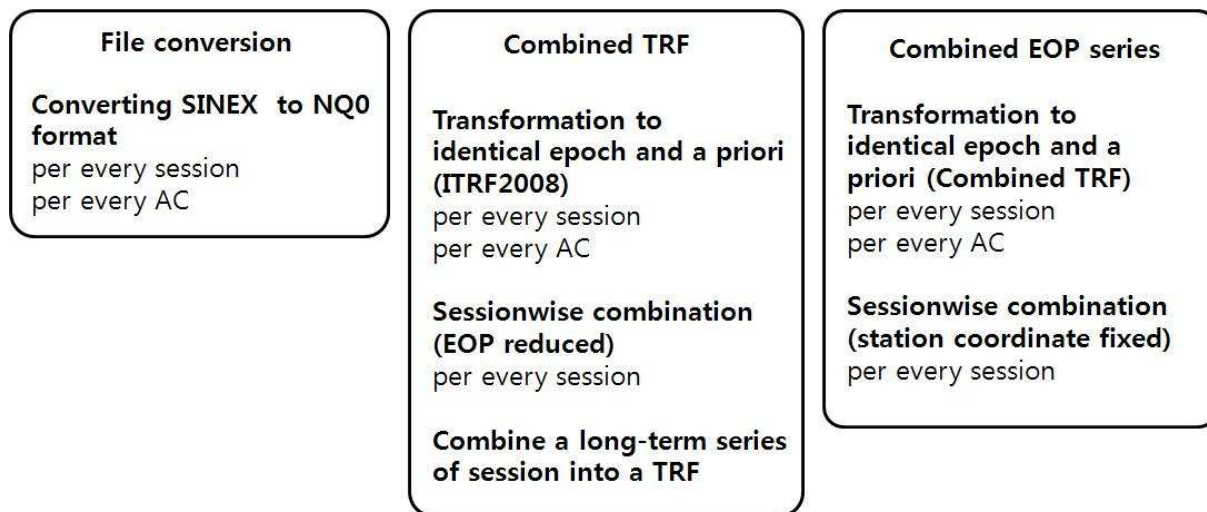 File conversion
Converting SINEX to NQ0
format
per every session
per every AC
Combined TRF
Transformation to
identical epoch and a priori
(ITRF2008)
per every session
per every AC
Sessionwise combination
(EOP reduced)
per every session
Combine a long-term series
of session into a TRF
Combined EOP series
Transformation to
identical epoch and a
priori (Combined TRF)
per every session
per every AC
Sessionwise combination
(station coordinate fixed)
per every session